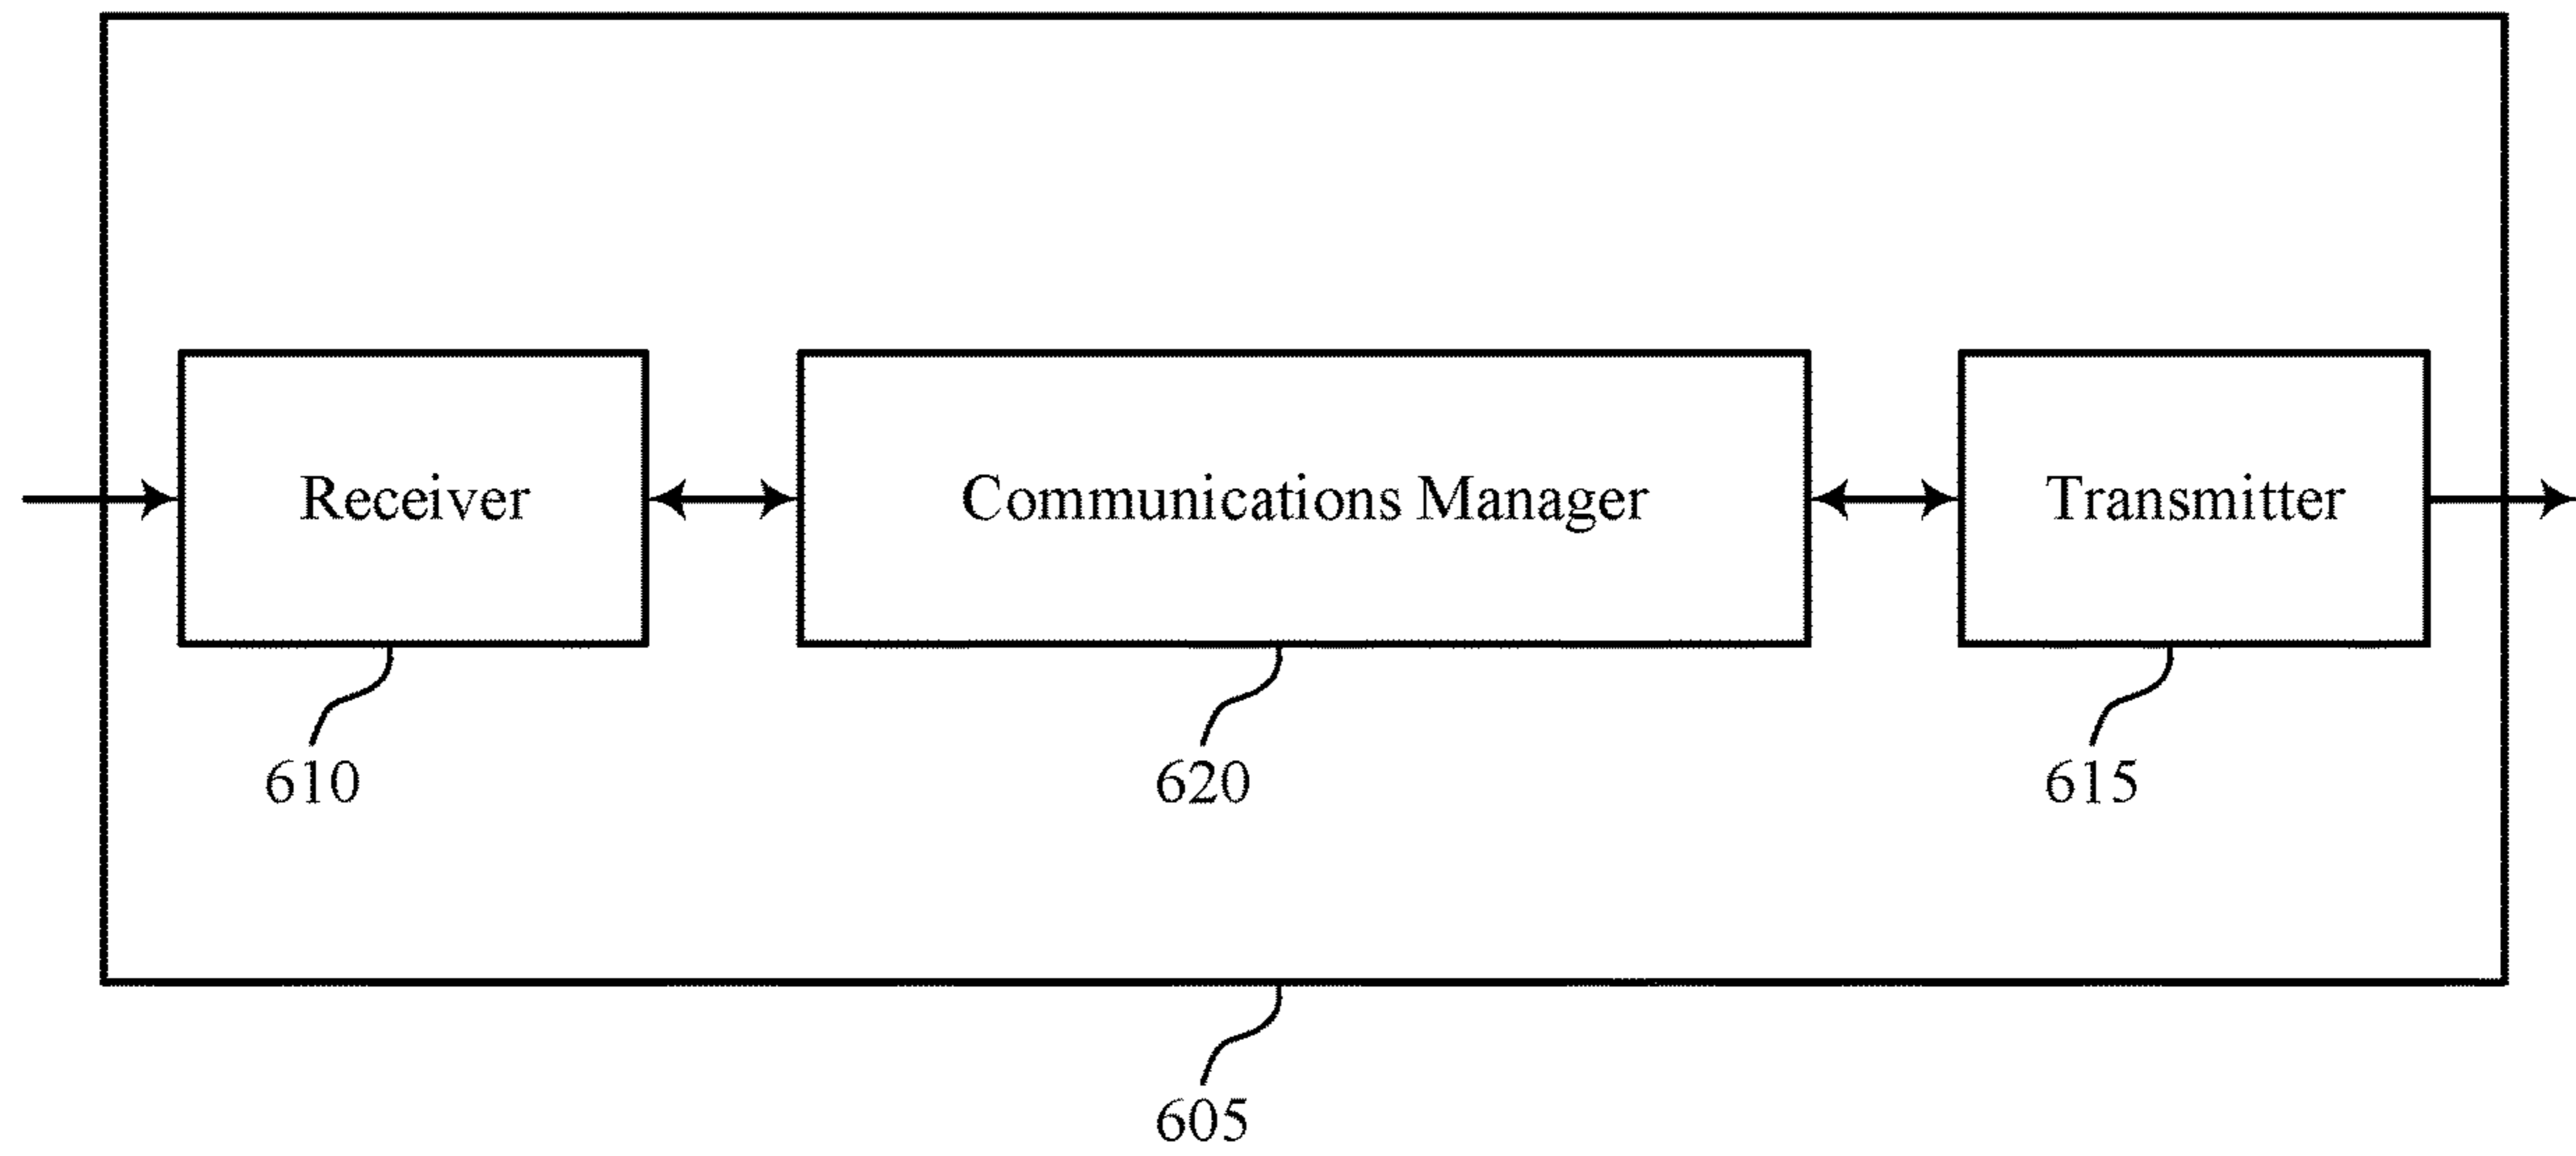 Receiver
Communications Manager
Transmitter
610
620
615
605